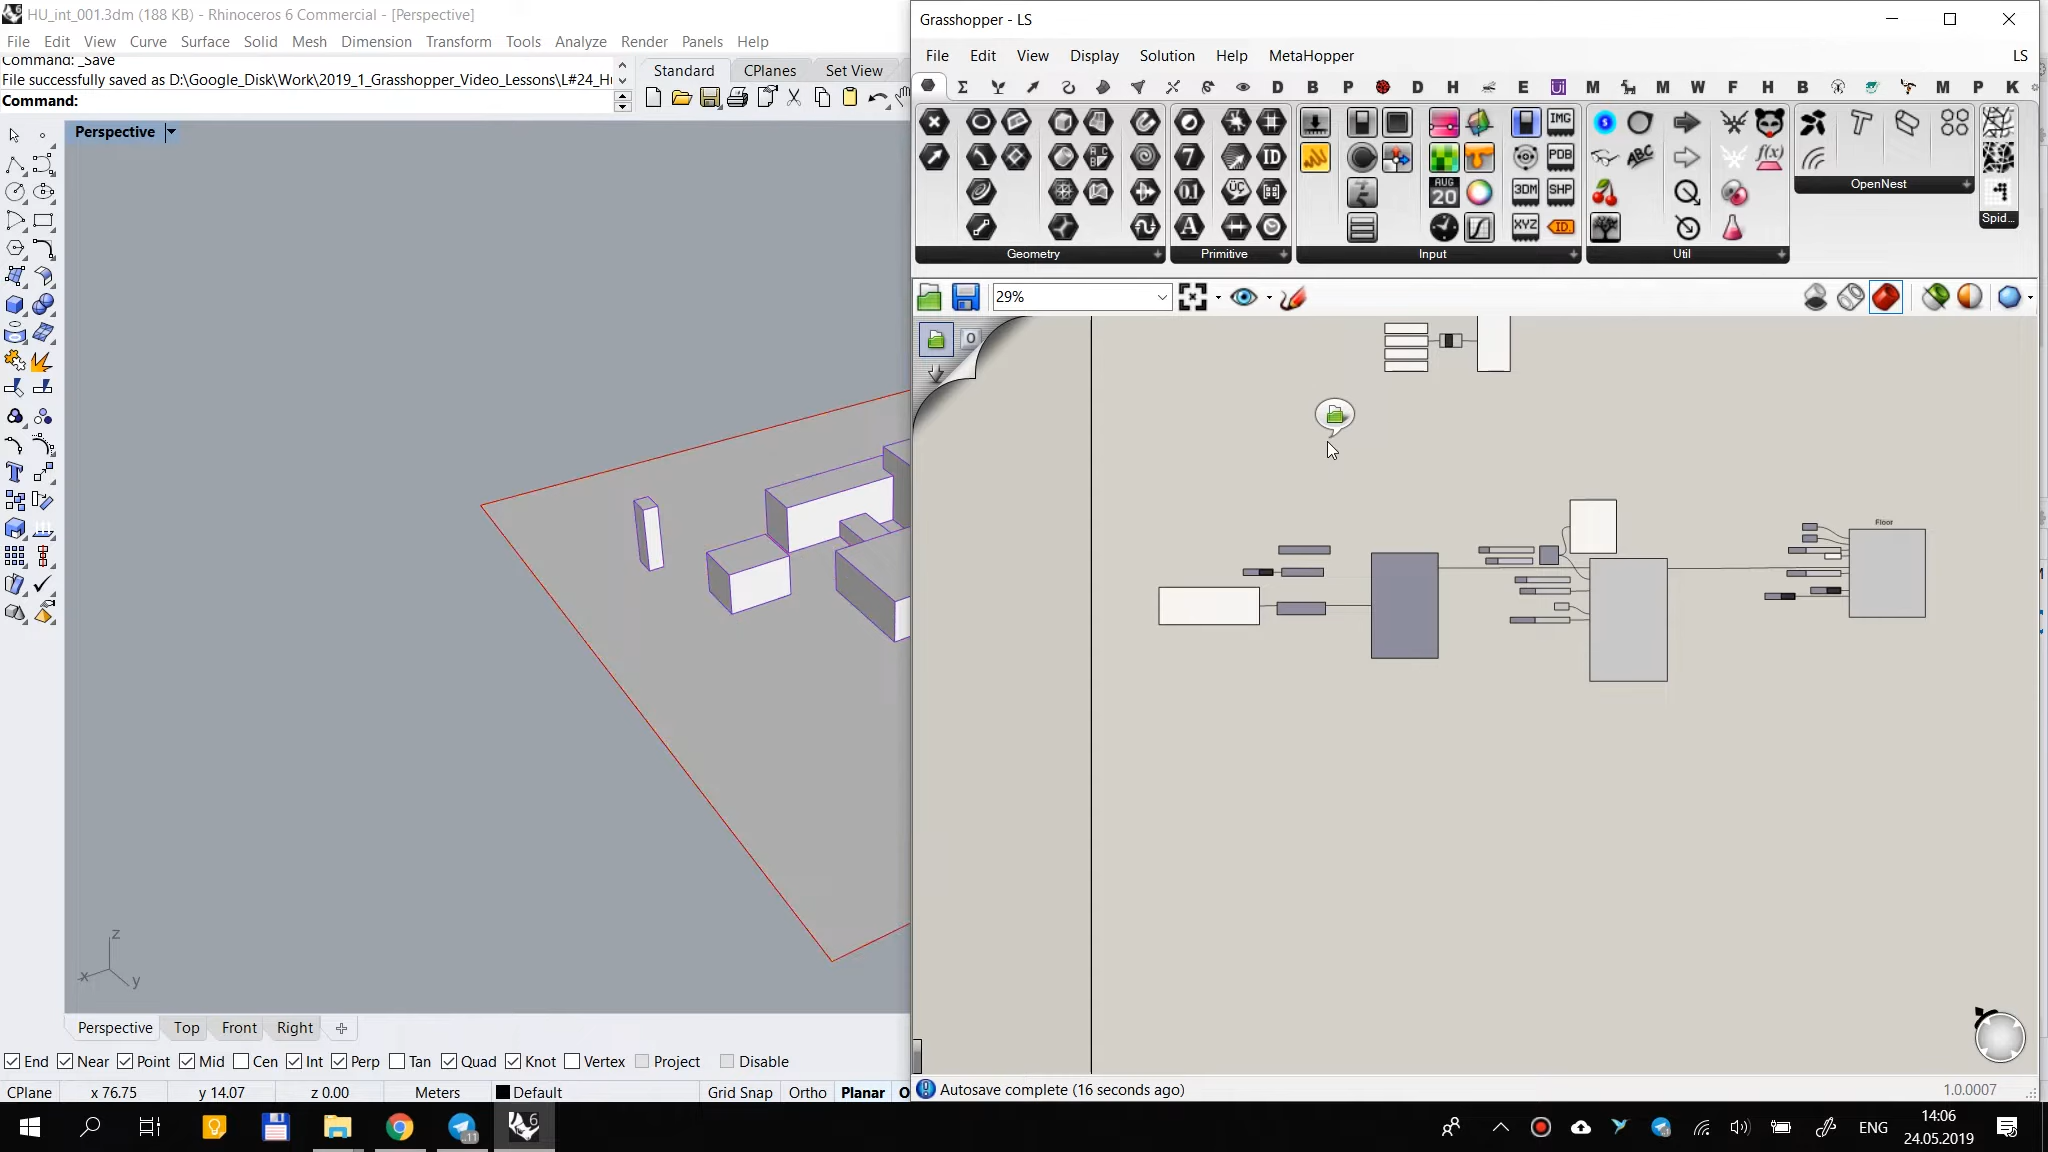 HU_int_001.3dm (188 KB) - Rhinoceros 6 Commercial - [Perspective]
File Edit View Curve Surface Solid Mesh Dimension Transform Tools Analyze Render Panels Help
Command: _Save
File successfully saved as D:\Google_Disk\Work\2019_1_Grasshopper_Video_Lessons\L#24_Hu
Command:
Standard CPlanes Set View
Perspective
z
x
y
Perspective Top Front Right
End Near Point Mid Cen Int Perp Tan Quad Knot Vertex Project Disable
CPlane x 76.75 y 14.07 z 0.00 Meters Default Grid Snap Ortho Planar O
Grasshopper - LS
File Edit View Display Solution Help MetaHopper LS
D B P D H E M M W F H B M P K
Geometry Primitive Input Util OpenNest Spid...
29%
Floor
Autosave complete (16 seconds ago)
1.0.0007
ENG
14:06
24.05.2019